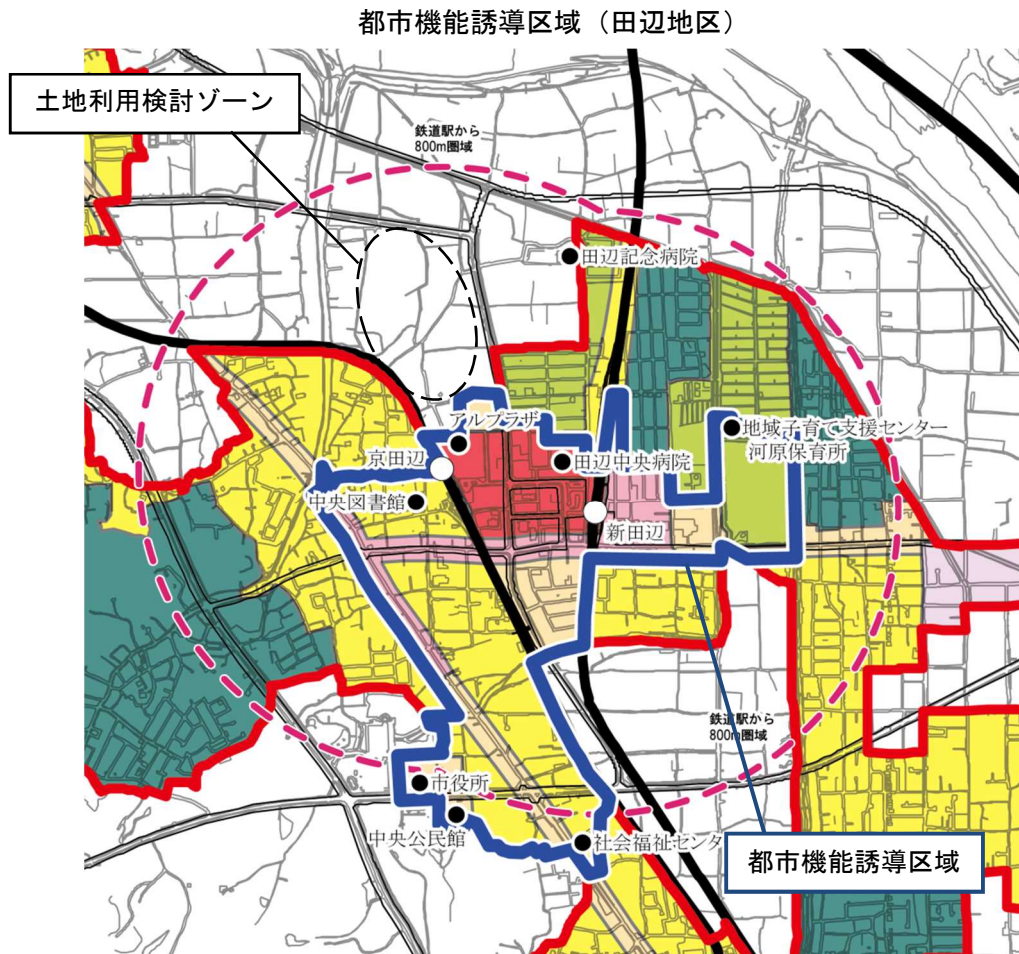 都市機能誘導区域（田辺地区）
土地利用検討ゾーン
鉄道駅から
800m圏域
田辺記念病院
アルプラザ
地域子育て支援センター
河原保育所
京田辺
田辺中央病院
中央図書館
新田辺
鉄道駅から
800m圏域
市役所
中央公民館
社会福祉センタ
都市機能誘導区域